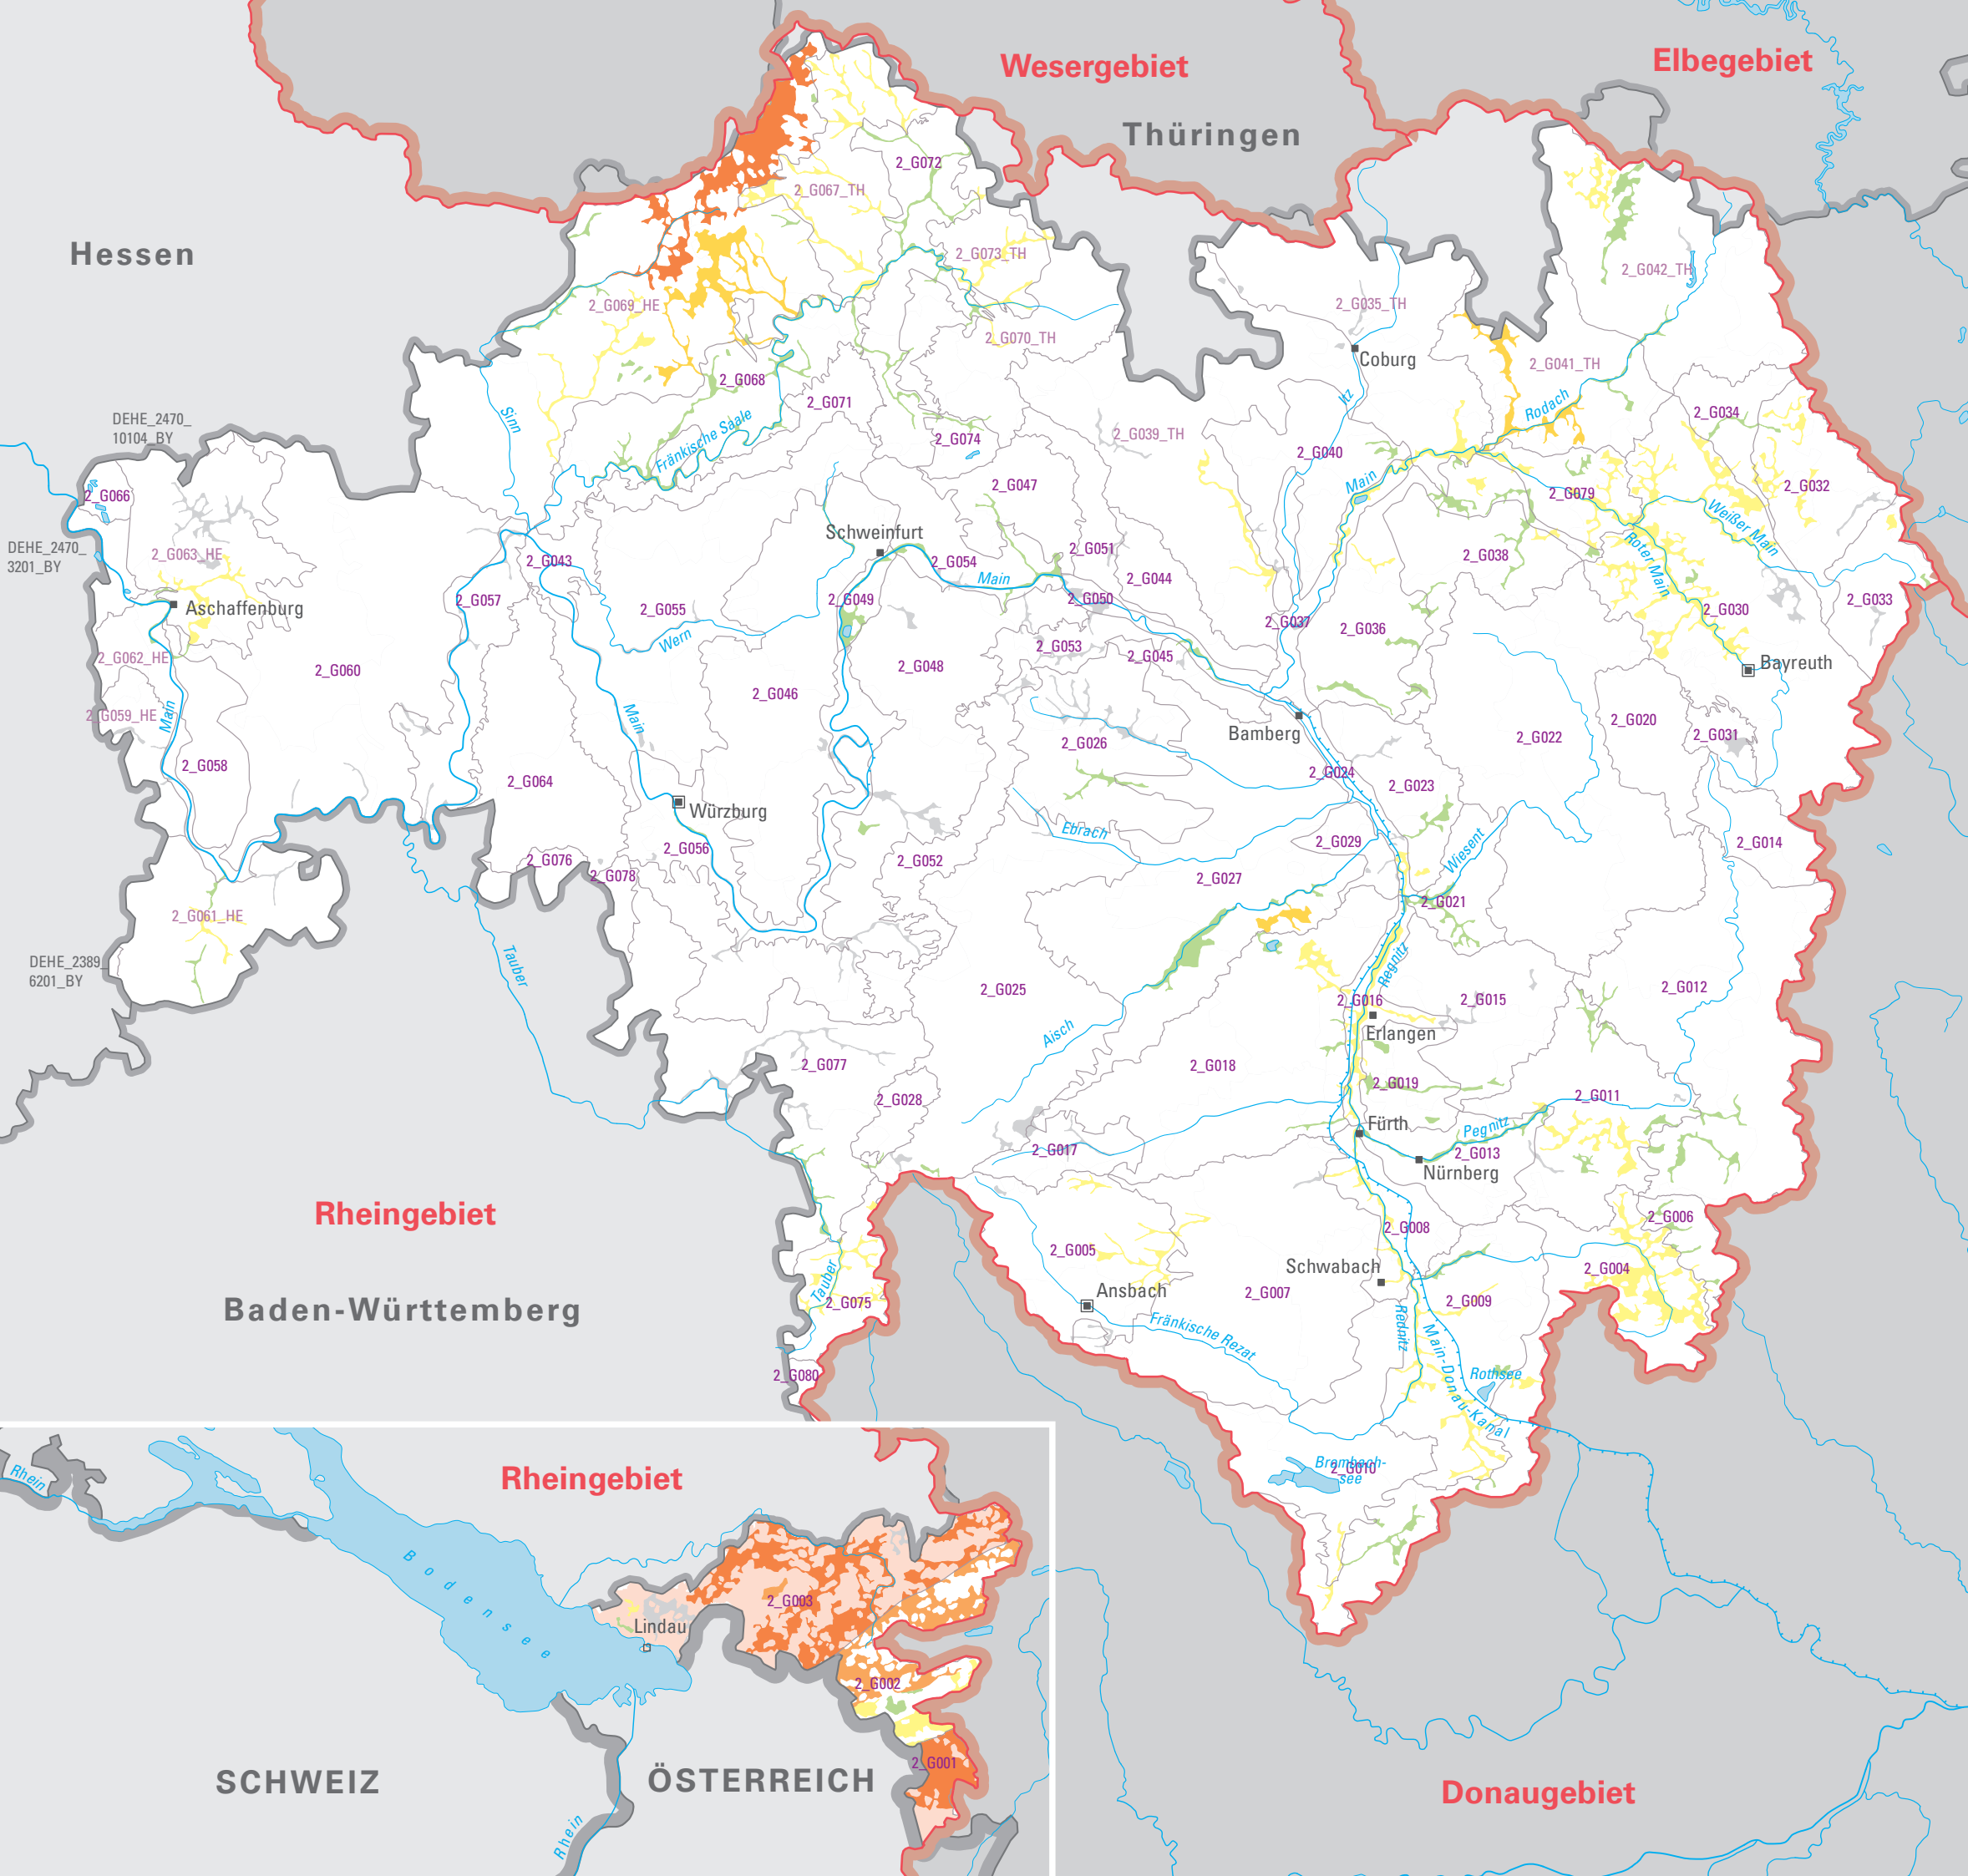 Wesergebiet
Elbegebiet
Thüringen
Hessen
2_G072
2_G067_TH
2_G073_TH
2_G042_TH
2_G069_HE
2_G035_TH
2_G070_TH
Coburg
2_G041_TH
2_G068
2_G071
Itz
Rodach
2_G034
DEHE_2470_
10104_BY
Sinn
Fränkische Saale
2_G074
2_G039_TH
2_G040
2_G066
2_G047
Main
2_G079
2_G032
Weißer Main
Schweinfurt
DEHE_2470_
3201_BY
2_G063_HE
2_G043
2_G054
2_G051
2_G038
Roter Main
Main
2_G044
Aschaffenburg
2_G057
2_G055
2_G049
2_G050
2_G030
2_G033
2_G037
2_G036
Wern
2_G053
2_G045
2_G062_HE
2_G060
2_G048
Bayreuth
2_G046
2_G059_HE
Main
Main
2_G020
2_G031
Bamberg
2_G026
2_G022
2_G058
2_G064
2_G024
2_G023
Würzburg
Ebrach
2_G029
Wiesent
2_G014
2_G056
2_G076
2_G078
2_G052
2_G027
2_G021
2_G061_HE
Tauber
DEHE_2389_
6201_BY
Regnitz
2_G025
2_G016
2_G015
2_G012
Aisch
Erlangen
2_G077
2_G018
2_G019
2_G028
2_G011
Fürth
Pegnitz
2_G017
2_G013
Nürnberg
Rheingebiet
2_G006
2_G008
2_G005
Schwabach
2_G004
Baden-Württemberg
Tauber
2_G075
Ansbach
2_G007
2_G009
Fränkische Rezat
Rednitz
Main-Donau-Kanal
2_G080
Rothsee
Brombach-
see
2_G010
Rheingebiet
Rhein
Bodensee
2_G003
Lindau
2_G002
2_G001
SCHWEIZ
ÖSTERREICH
Rhein
Donaugebiet